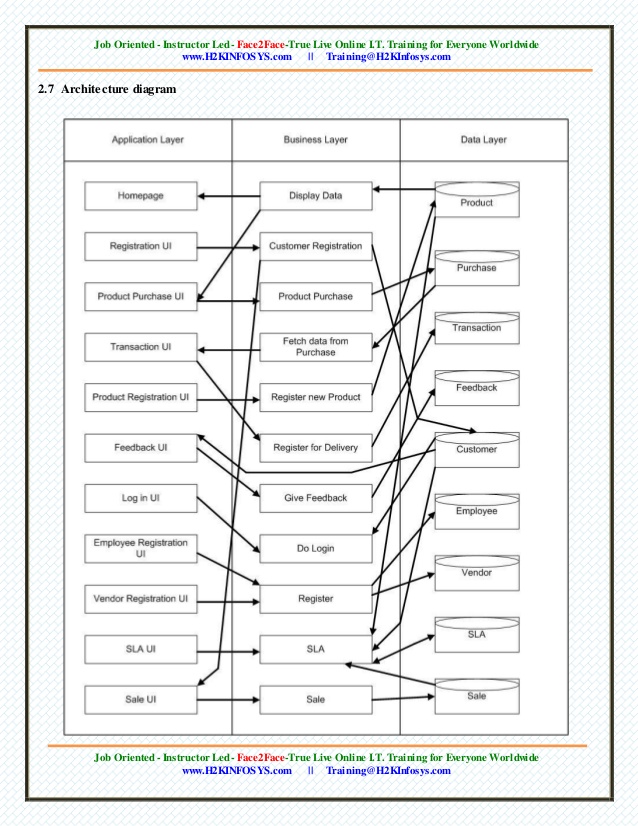 Job Oriented - Instructor Led - Face2Face-True Live Online I.T. Training for Everyone Worldwide
www.H2KINFOSYS.com || Training@H2KInfosys.com
2.7 Architecture diagram
Application Layer
Business Layer
Data Layer
Homepage
Display Data
Product
Registration UI
Customer Registration
Purchase
Product Purchase UI
Product Purchase
Transaction
Transaction UI
Fetch data from
Purchase
Feedback
Product Registration UI
Register new Product
Customer
Feedback UI
Register for Delivery
Log in UI
Give Feedback
Employee
Employee Registration
UI
Do Login
Vendor
Vendor Registration UI
Register
SLA UI
SLA
SLA
Sale UI
Sale
Sale
Job Oriented - Instructor Led - Face2Face-True Live Online I.T. Training for Everyone Worldwide
www.H2KINFOSYS.com || Training@H2KInfosys.com